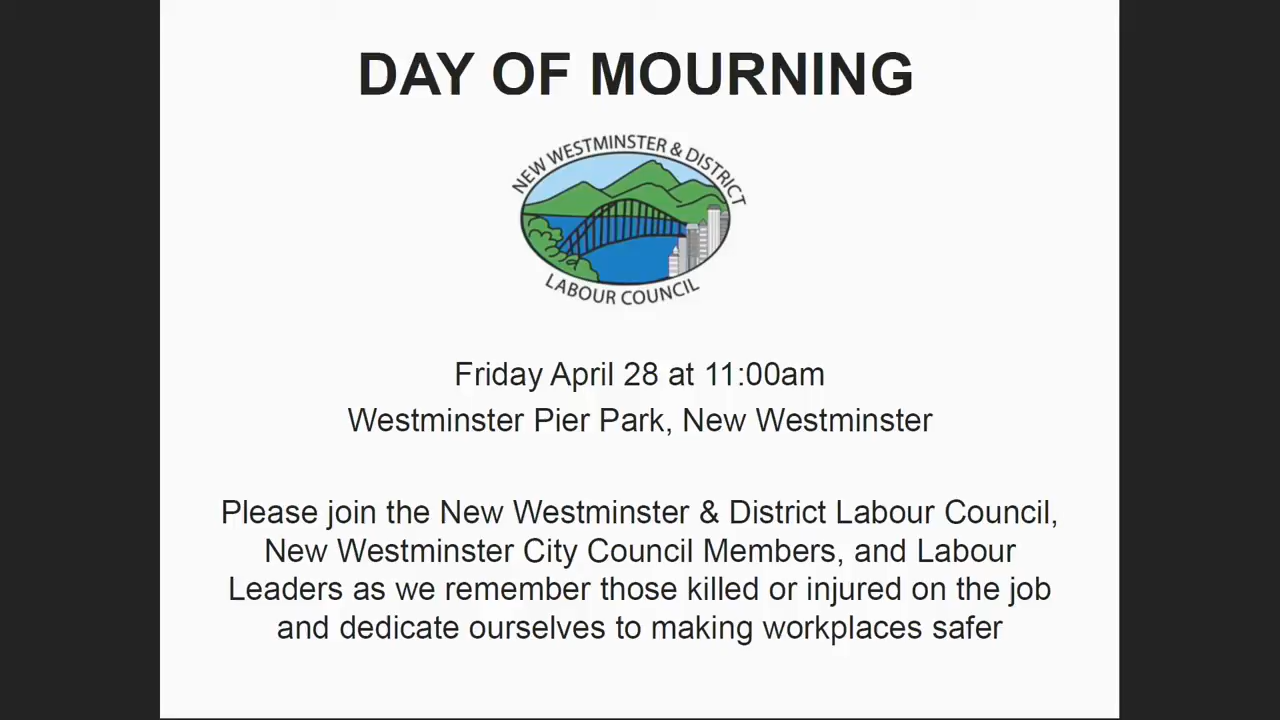 DAY OF MOURNING
NEW WESTMINSTER & DISTRICT
LABOUR COUNCIL
Friday April 28 at 11:00am
Westminster Pier Park, New Westminster
Please join the New Westminster & District Labour Council,
New Westminster City Council Members, and Labour
Leaders as we remember those killed or injured on the job
and dedicate ourselves to making workplaces safer